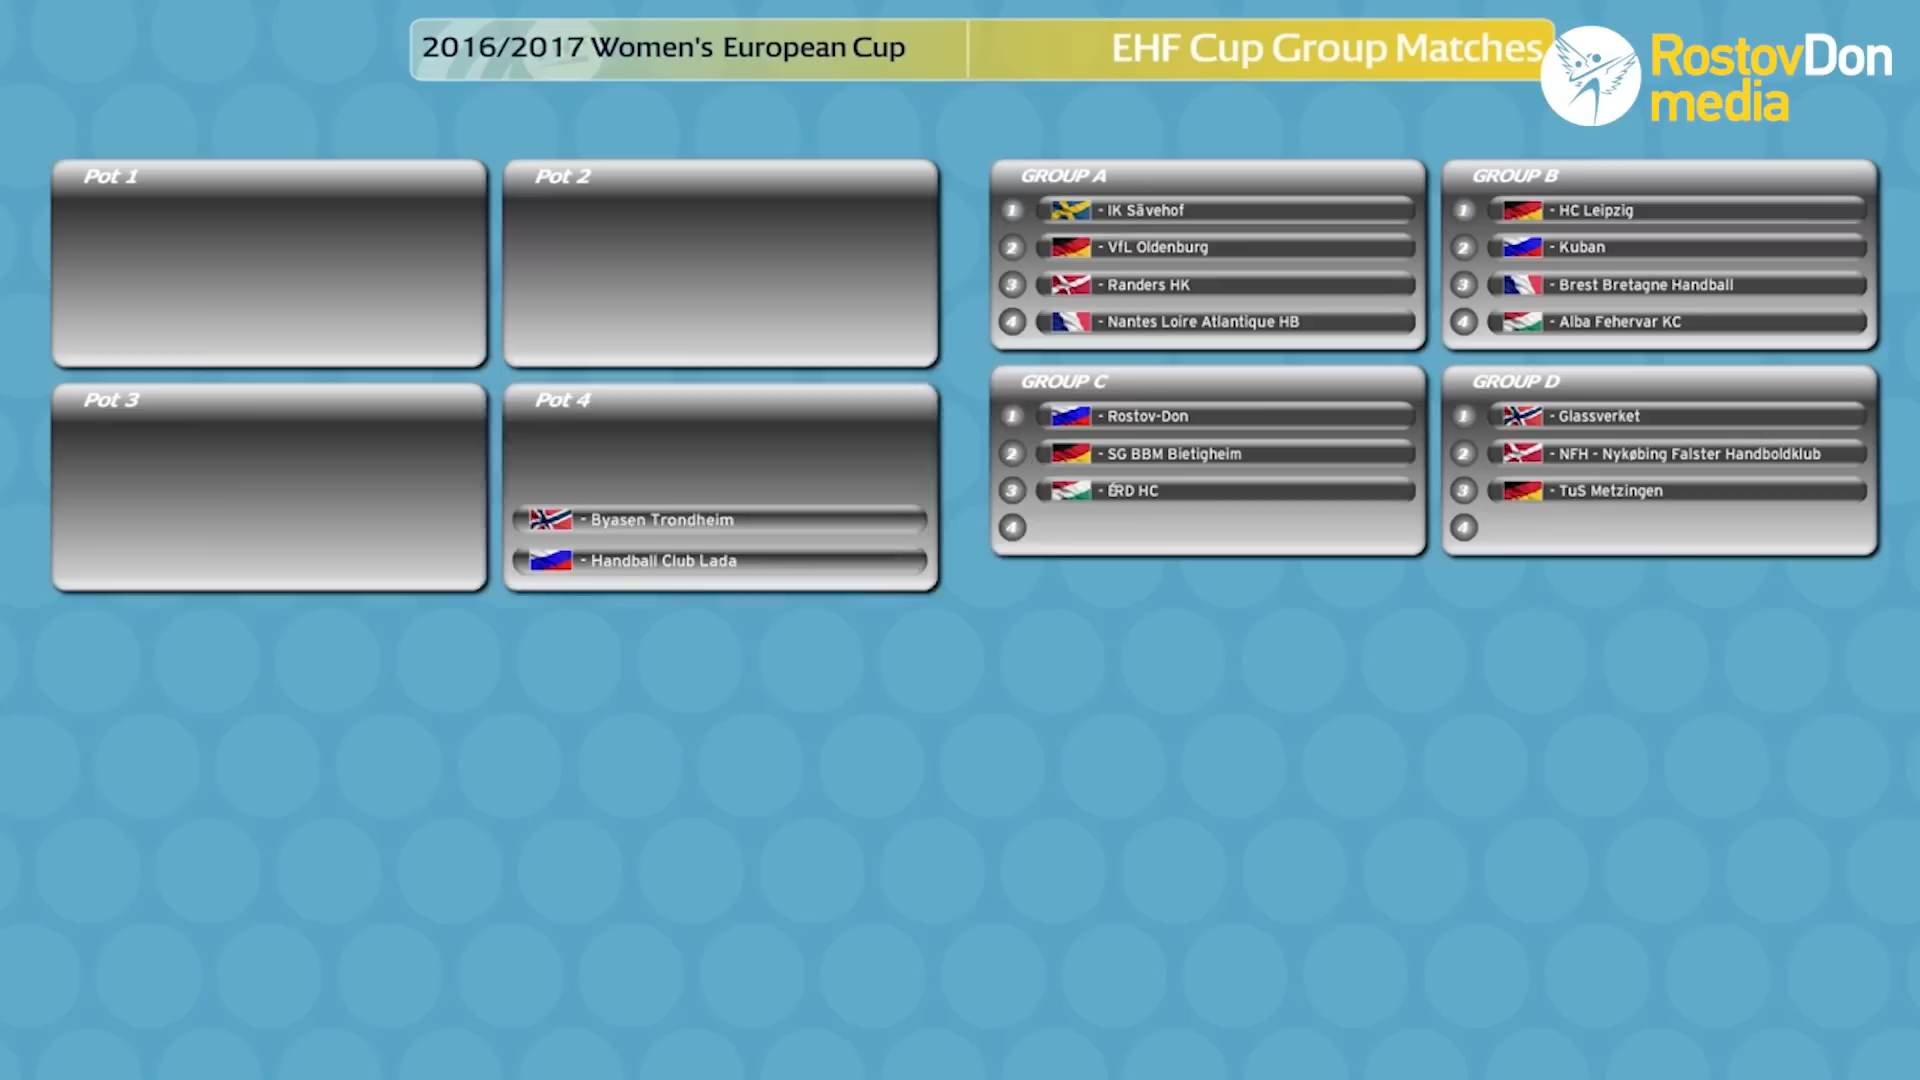 2016/2017 Women's European Cup
EHF Cup Group Matches
RostovDon
media
Pot 1
Pot 2
Pot 3
Pot 4
- Byasen Trondheim
- Handball Club Lada
GROUP A
1 - IK Sävehof
2 - VfL Oldenburg
3 - Randers HK
4 - Nantes Loire Atlantique HB
GROUP B
1 - HC Leipzig
2 - Kuban
3 - Brest Bretagne Handball
4 - Alba Fehervar KC
GROUP C
1 - Rostov-Don
2 - SG BBM Bietigheim
3 - ÉRD HC
4
GROUP D
1 - Glassverket
2 - NFH - Nykøbing Falster Handboldklub
3 - TuS Metzingen
4